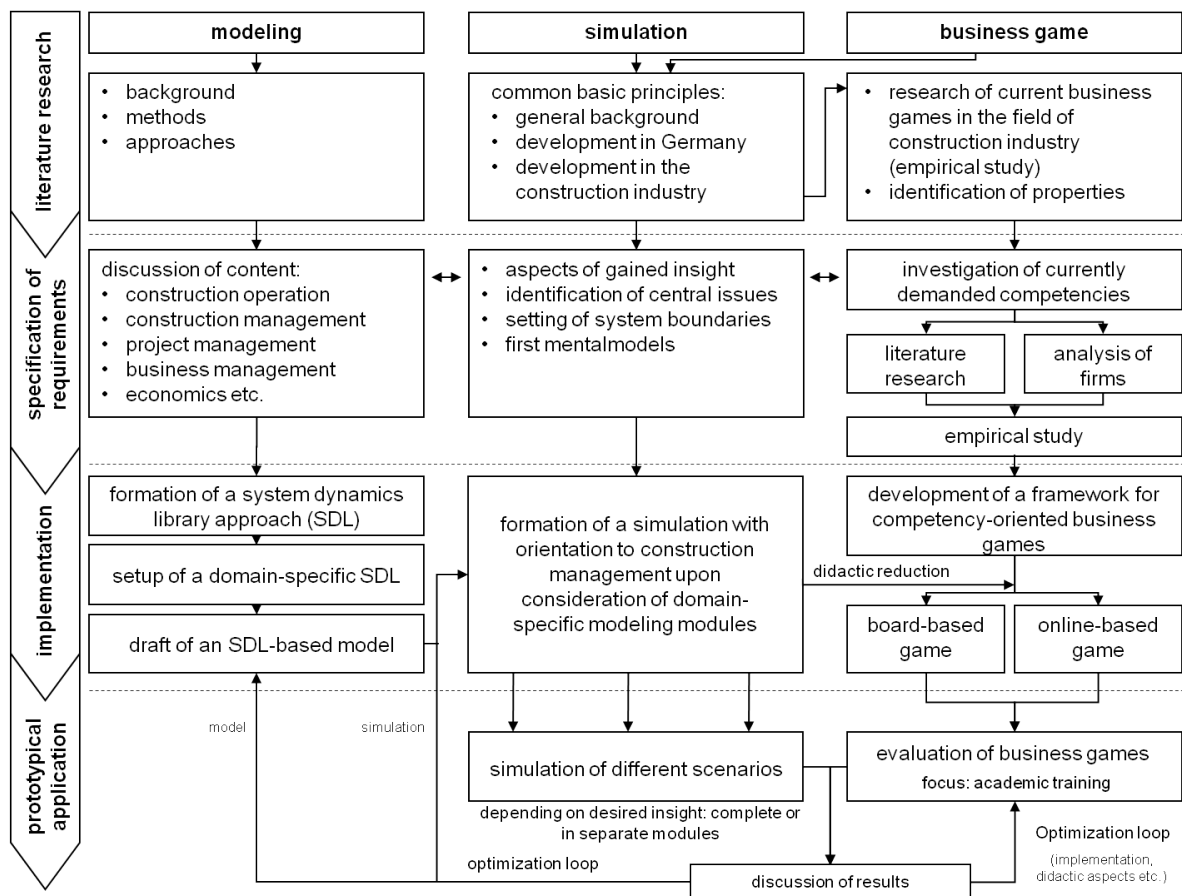 modeling
simulation
business game
literature research
• background
• methods
• approaches
common basic principles:
• general background
• development in Germany
• development in the
construction industry
• research of current business
games in the field of
construction industry
(empirical study)
• identification of properties
specification of
requirements
discussion of content:
• construction operation
• construction management
• project management
• business management
• economics etc.
• aspects of gained insight
• identification of central issues
• setting of system boundaries
• first mentalmodels
investigation of currently
demanded competencies
literature
research
analysis of
firms
empirical study
implementation
formation of a system dynamics
library approach (SDL)
setup of a domain-specific SDL
draft of an SDL-based model
formation of a simulation with
orientation to construction
management upon
consideration of domain-
specific modeling modules
didactic reduction
development of a framework for
competency-oriented business
games
board-based
game
online-based
game
prototypical
application
model
simulation
simulation of different scenarios
depending on desired insight: complete or
in separate modules
evaluation of business games
focus: academic training
optimization loop
Optimization loop
(implementation,
didactic aspects etc.)
discussion of results